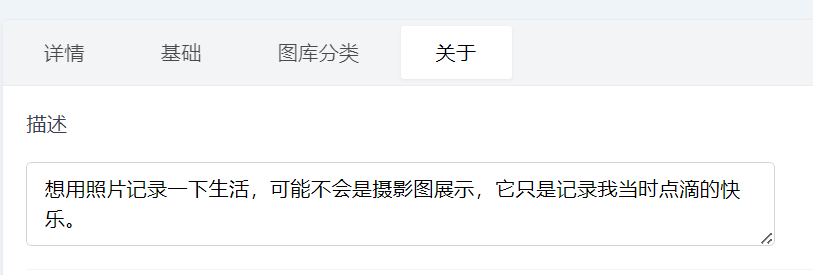 详情 基础 图库分类 关于
描述
想用照片记录一下生活，可能不会是摄影图展示，它只是记录我当时点滴的快
乐。